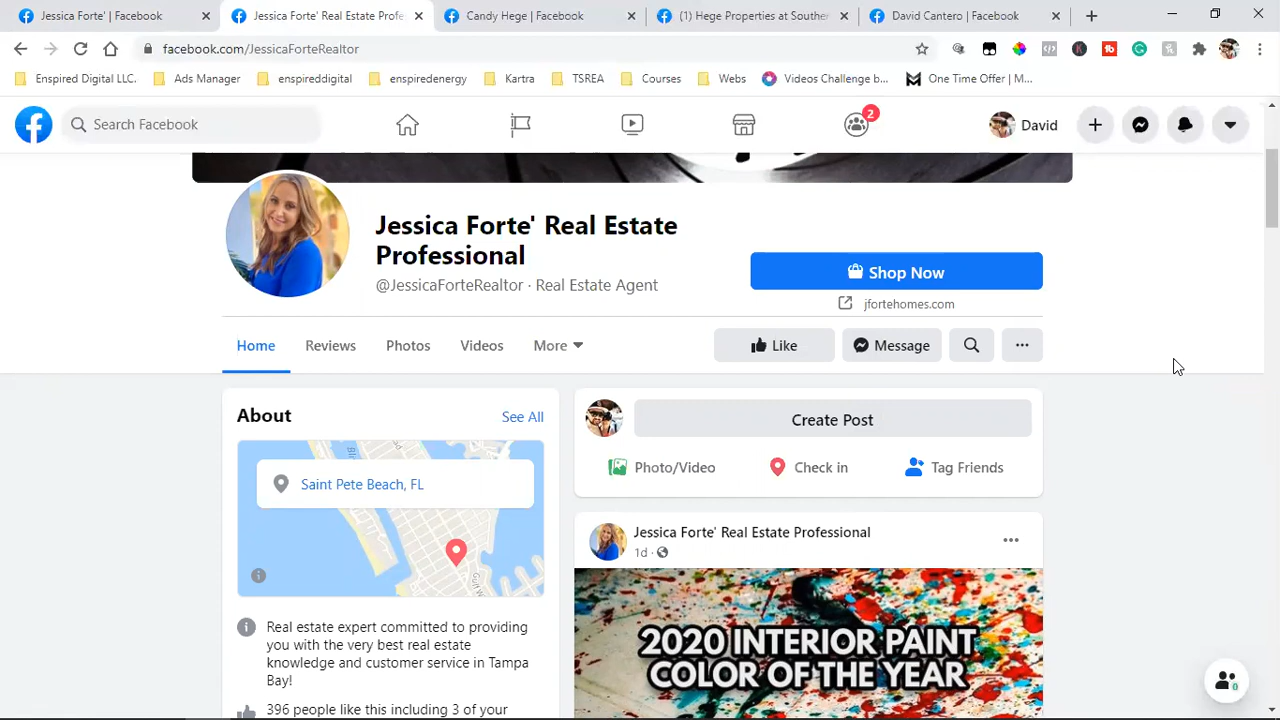 Jessica Forte' | Facebook
Jessica Forte' Real Estate Profe
Candy Hege | Facebook
(1) Hege Properties at Souther
David Cantero | Facebook
facebook.com/JessicaForteRealtor
Enspired Digital LLC.
Ads Manager
enspireddigital
enspiredenergy
Kartra
TSREA
Courses
Webs
Videos Challenge b...
One Time Offer | M...
Search Facebook
2
David
Jessica Forte' Real Estate
Professional
@JessicaForteRealtor · Real Estate Agent
Shop Now
jfortehomes.com
Home
Reviews
Photos
Videos
More
Like
Message
About
See All
Saint Pete Beach, FL
Create Post
Photo/Video
Check in
Tag Friends
Jessica Forte' Real Estate Professional
1d ·
2020 INTERIOR PAINT
COLOR OF THE YEAR
Real estate expert committed to providing
you with the very best real estate
knowledge and customer service in Tampa
Bay!
396 people like this including 3 of your
0